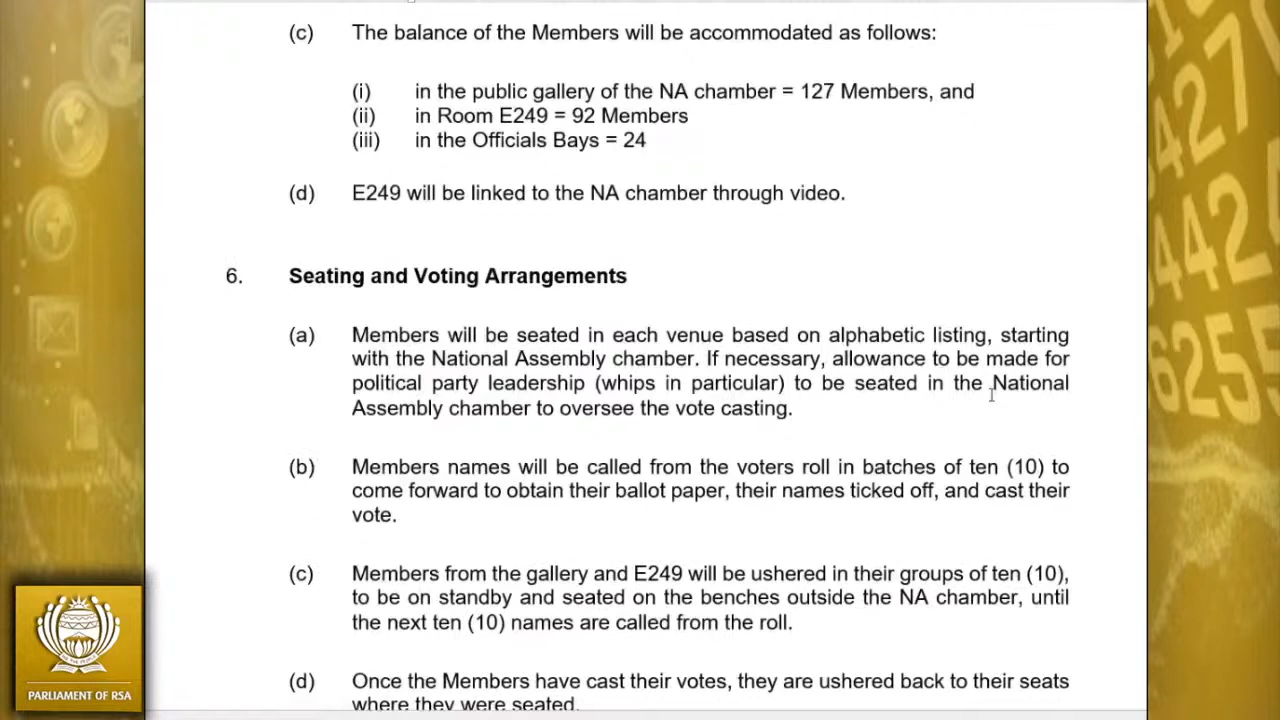 (c) The balance of the Members will be accommodated as follows:
(i) in the public gallery of the NA chamber = 127 Members, and
(ii) in Room E249 = 92 Members
(iii) in the Officials Bays = 24
(d) E249 will be linked to the NA chamber through video.
6. Seating and Voting Arrangements
(a) Members will be seated in each venue based on alphabetic listing, starting
with the National Assembly chamber. If necessary, allowance to be made for
political party leadership (whips in particular) to be seated in the National
Assembly chamber to oversee the vote casting.
(b) Members names will be called from the voters roll in batches of ten (10) to
come forward to obtain their ballot paper, their names ticked off, and cast their
vote.
(c) Members from the gallery and E249 will be ushered in their groups of ten (10),
to be on standby and seated on the benches outside the NA chamber, until
the next ten (10) names are called from the roll.
(d) Once the Members have cast their votes, they are ushered back to their seats
where they were seated.
PARLIAMENT OF RSA
427
442
6255